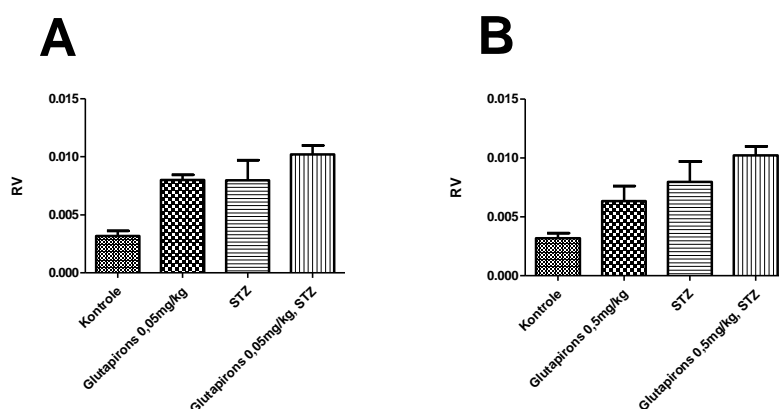 A
0.015
0.010
0.005
0.000
RV
Kontrole
Glutapirons 0,05mg/kg
STZ
Glutapirons 0,05mg/kg, STZ
B
0.015
0.010
0.005
0.000
RV
Kontrole
Glutapirons 0,5mg/kg
STZ
Glutapirons 0,5mg/kg, STZ